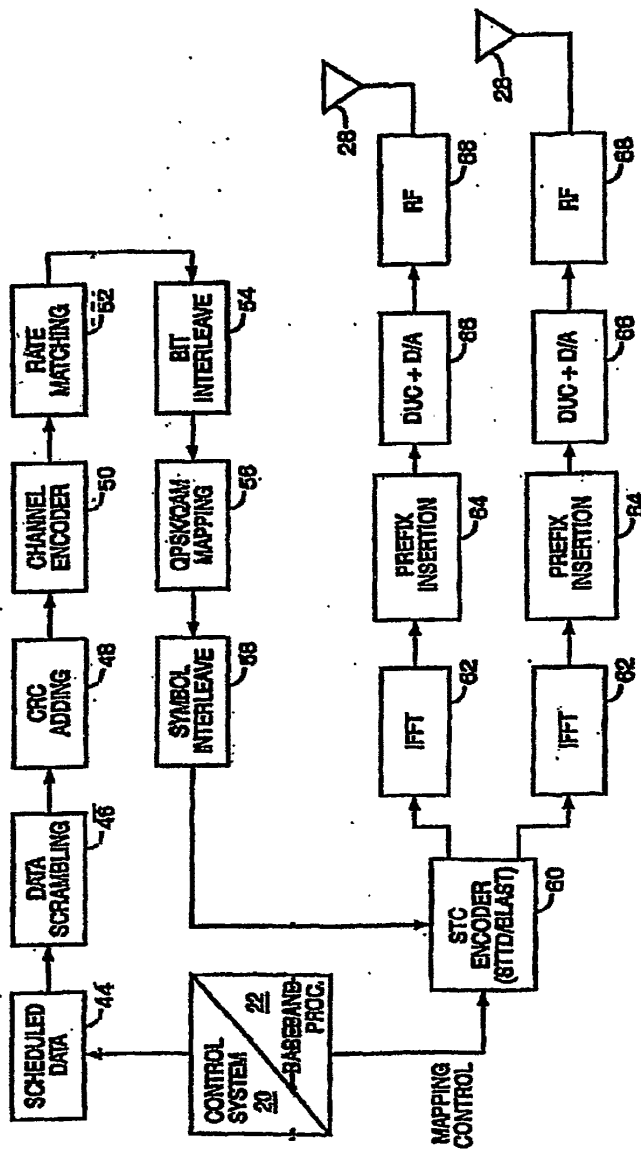 SCHEDULED
DATA
44
DATA
SCRAMBLING
46
CRC
ADDING
48
CHANNEL
ENCODER
50
RATE
MATCHING
52
BIT
INTERLEAVE
54
QPSK/QAM
MAPPING
56
SYMBOL
INTERLEAVE
58
CONTROL
SYSTEM
20
22
BASEBAND
PROC.
MAPPING
CONTROL
STC
ENCODER
(STTD/BLAST)
60
IFFT
62
PREFIX
INSERTION
64
DUC + D/A
66
RF
68
28
IFFT
62
PREFIX
INSERTION
64
DUC + D/A
66
RF
68
28